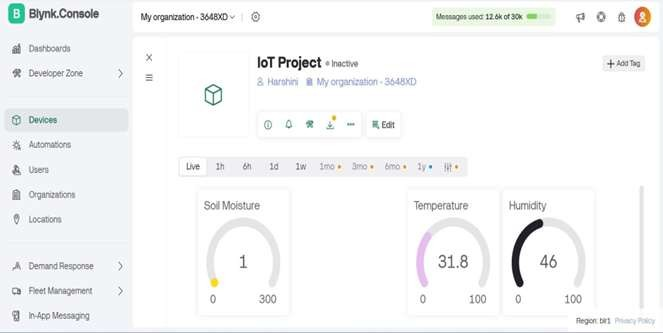 B Blynk.Console
My organization - 3648XD
Messages used: 12.6k of 30k
Dashboards
Developer Zone
Devices
Automations
Users
Organizations
Locations
Demand Response
Fleet Management
In-App Messaging
IoT Project Inactive
Add Tag
Harshini My organization - 3648XD
Edit
Live 1h 6h 1d 1w 1mo 3mo 6mo 1y
Soil Moisture
1
0 300
Temperature
31.8
0 100
Humidity
46
0 100
Region: blr1 Privacy Policy